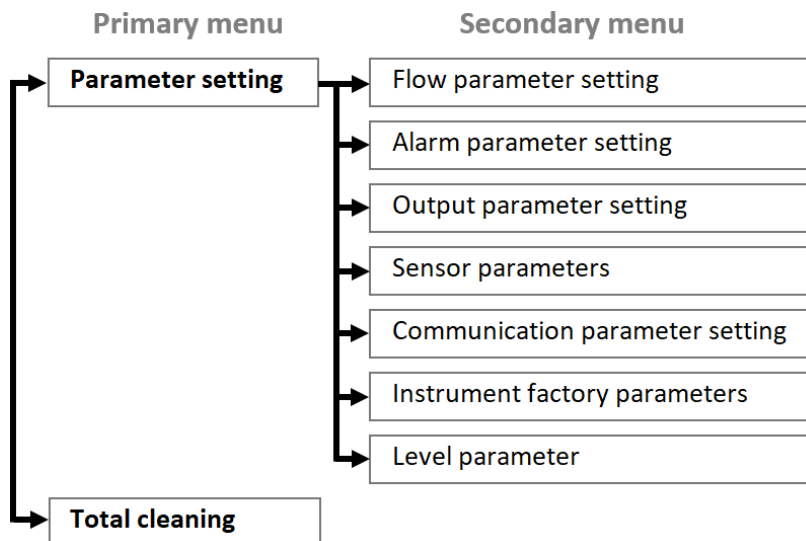 Primary menu
Secondary menu
Parameter setting
Flow parameter setting
Alarm parameter setting
Output parameter setting
Sensor parameters
Communication parameter setting
Instrument factory parameters
Level parameter
Total cleaning